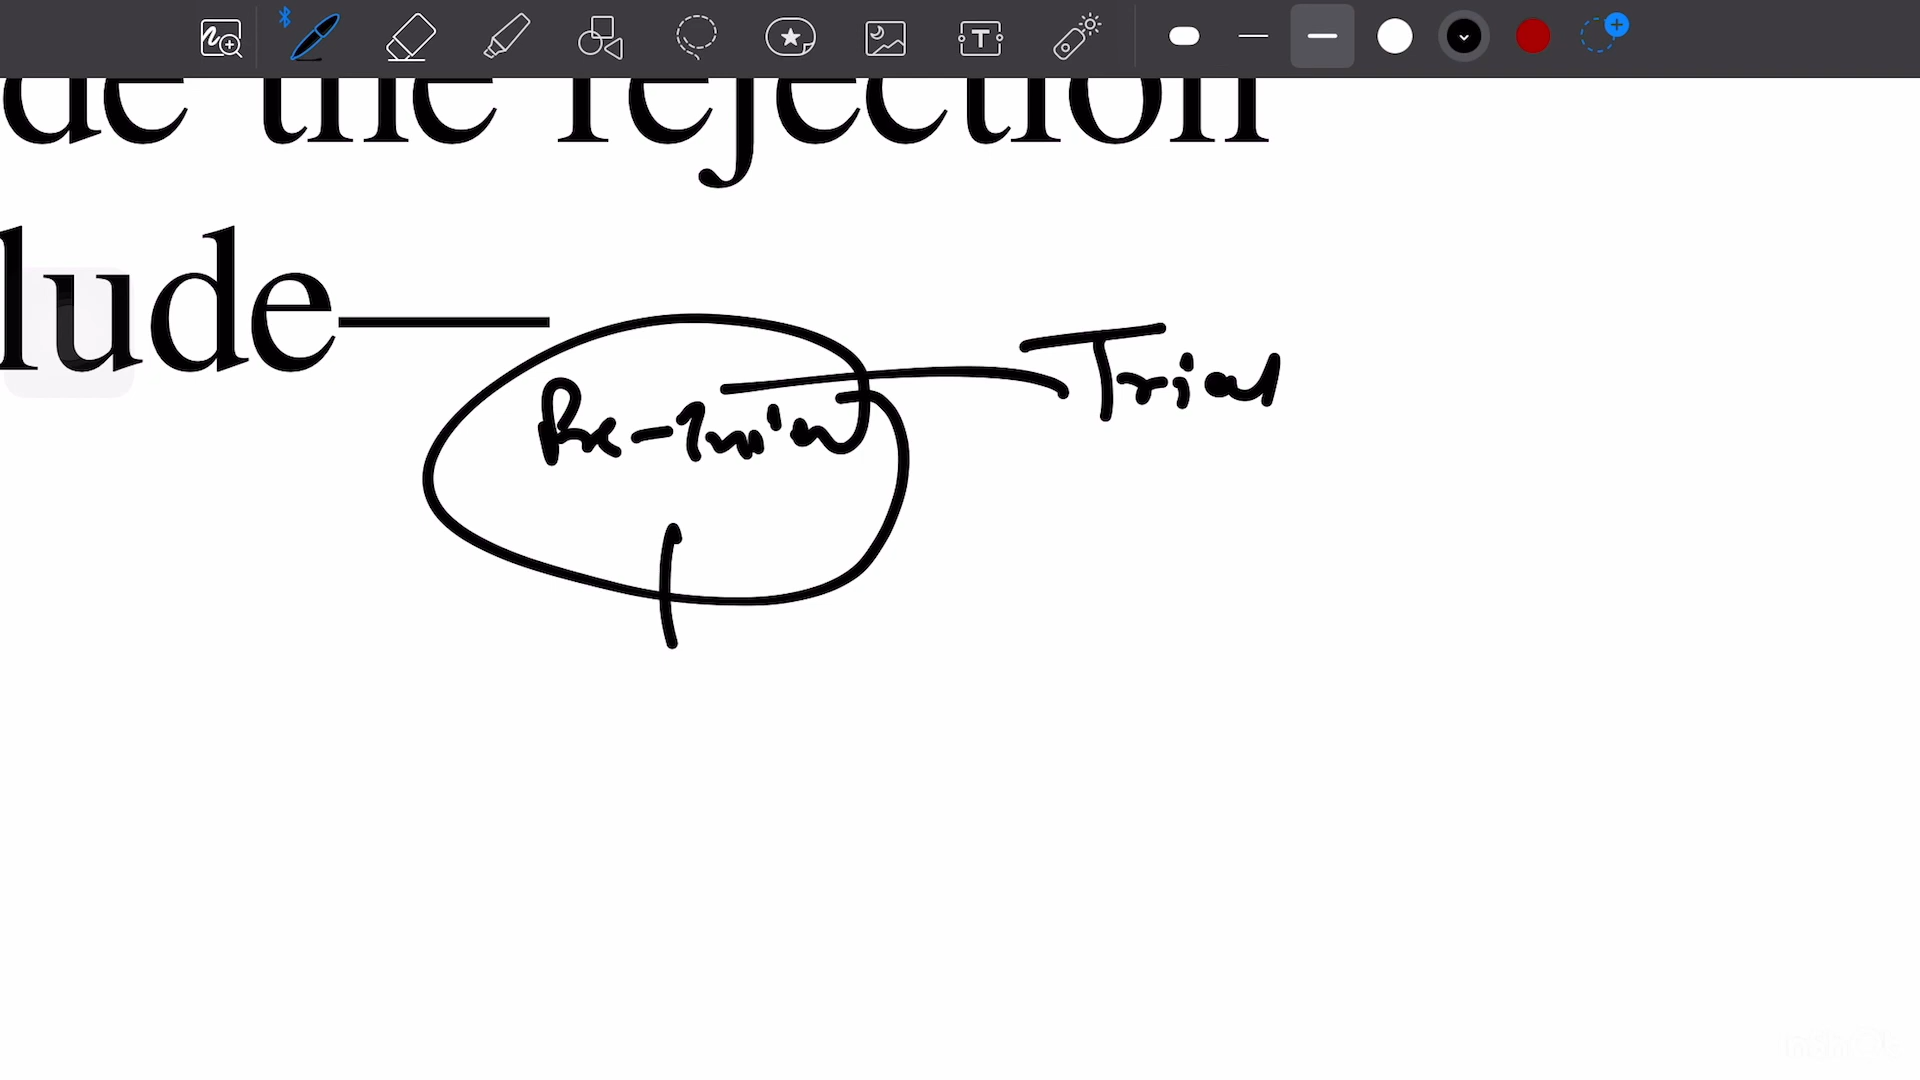 de the rejection
lude—
Trial
Pre-Trial